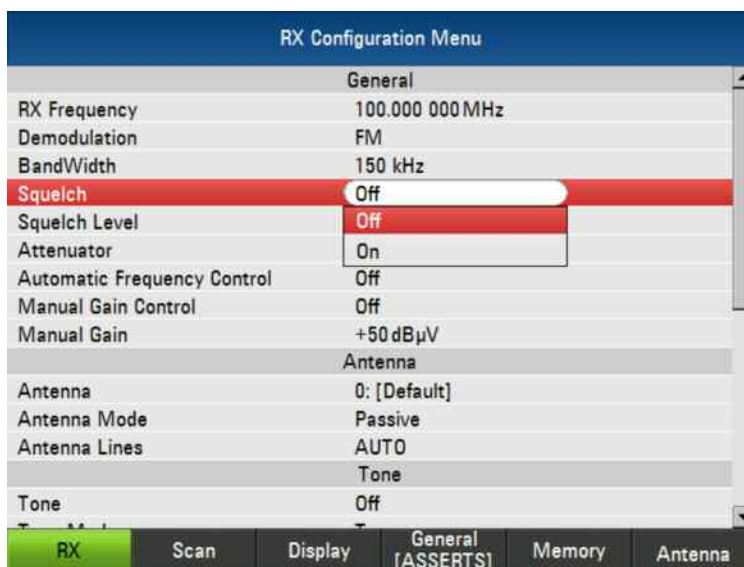 RX Configuration Menu
General
RX Frequency 100.000 000 MHz
Demodulation FM
BandWidth 150 kHz
Squelch Off
Squelch Level Off
Attenuator On
Automatic Frequency Control Off
Manual Gain Control Off
Manual Gain +50 dBµV
Antenna
Antenna 0: [Default]
Antenna Mode Passive
Antenna Lines AUTO
Tone
Tone Off
RX Scan Display General [ASSERTS] Memory Antenna